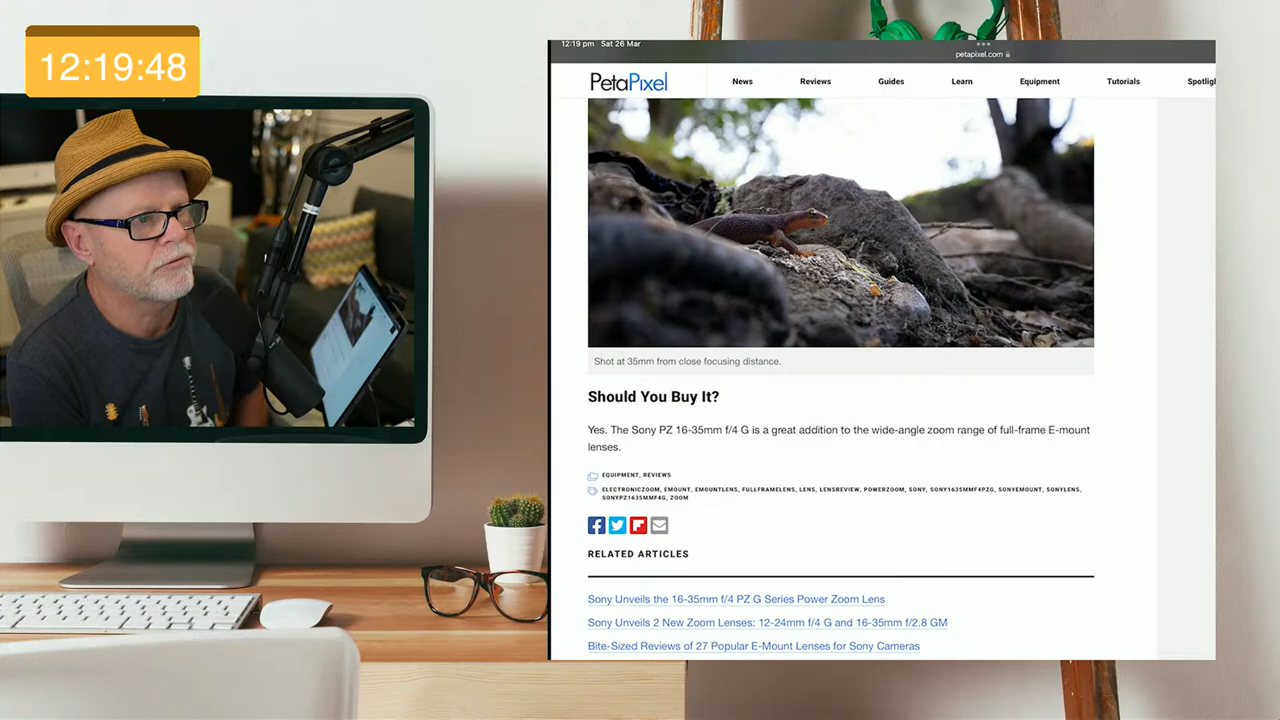 12:19:48
12:19 pm Sat 26 Mar
petapixel.com
PetaPixel
News Reviews Guides Learn Equipment Tutorials Spotligh
Shot at 35mm from close focusing distance.
Should You Buy It?
Yes. The Sony PZ 16-35mm f/4 G is a great addition to the wide-angle zoom range of full-frame E-mount
lenses.
EQUIPMENT, REVIEWS
ELECTRONICZOOM, EMOUNT, EMOUNTLENS, FULLFRAMELENS, LENS, LENSREVIEW, POWERZOOM, SONY, SONY1635MMF4PZG, SONYEMOUNT, SONYLENS,
SONYPZ1635MMF4G, ZOOM
RELATED ARTICLES
Sony Unveils the 16-35mm f/4 PZ G Series Power Zoom Lens
Sony Unveils 2 New Zoom Lenses: 12-24mm f/4 G and 16-35mm f/2.8 GM
Bite-Sized Reviews of 27 Popular E-Mount Lenses for Sony Cameras